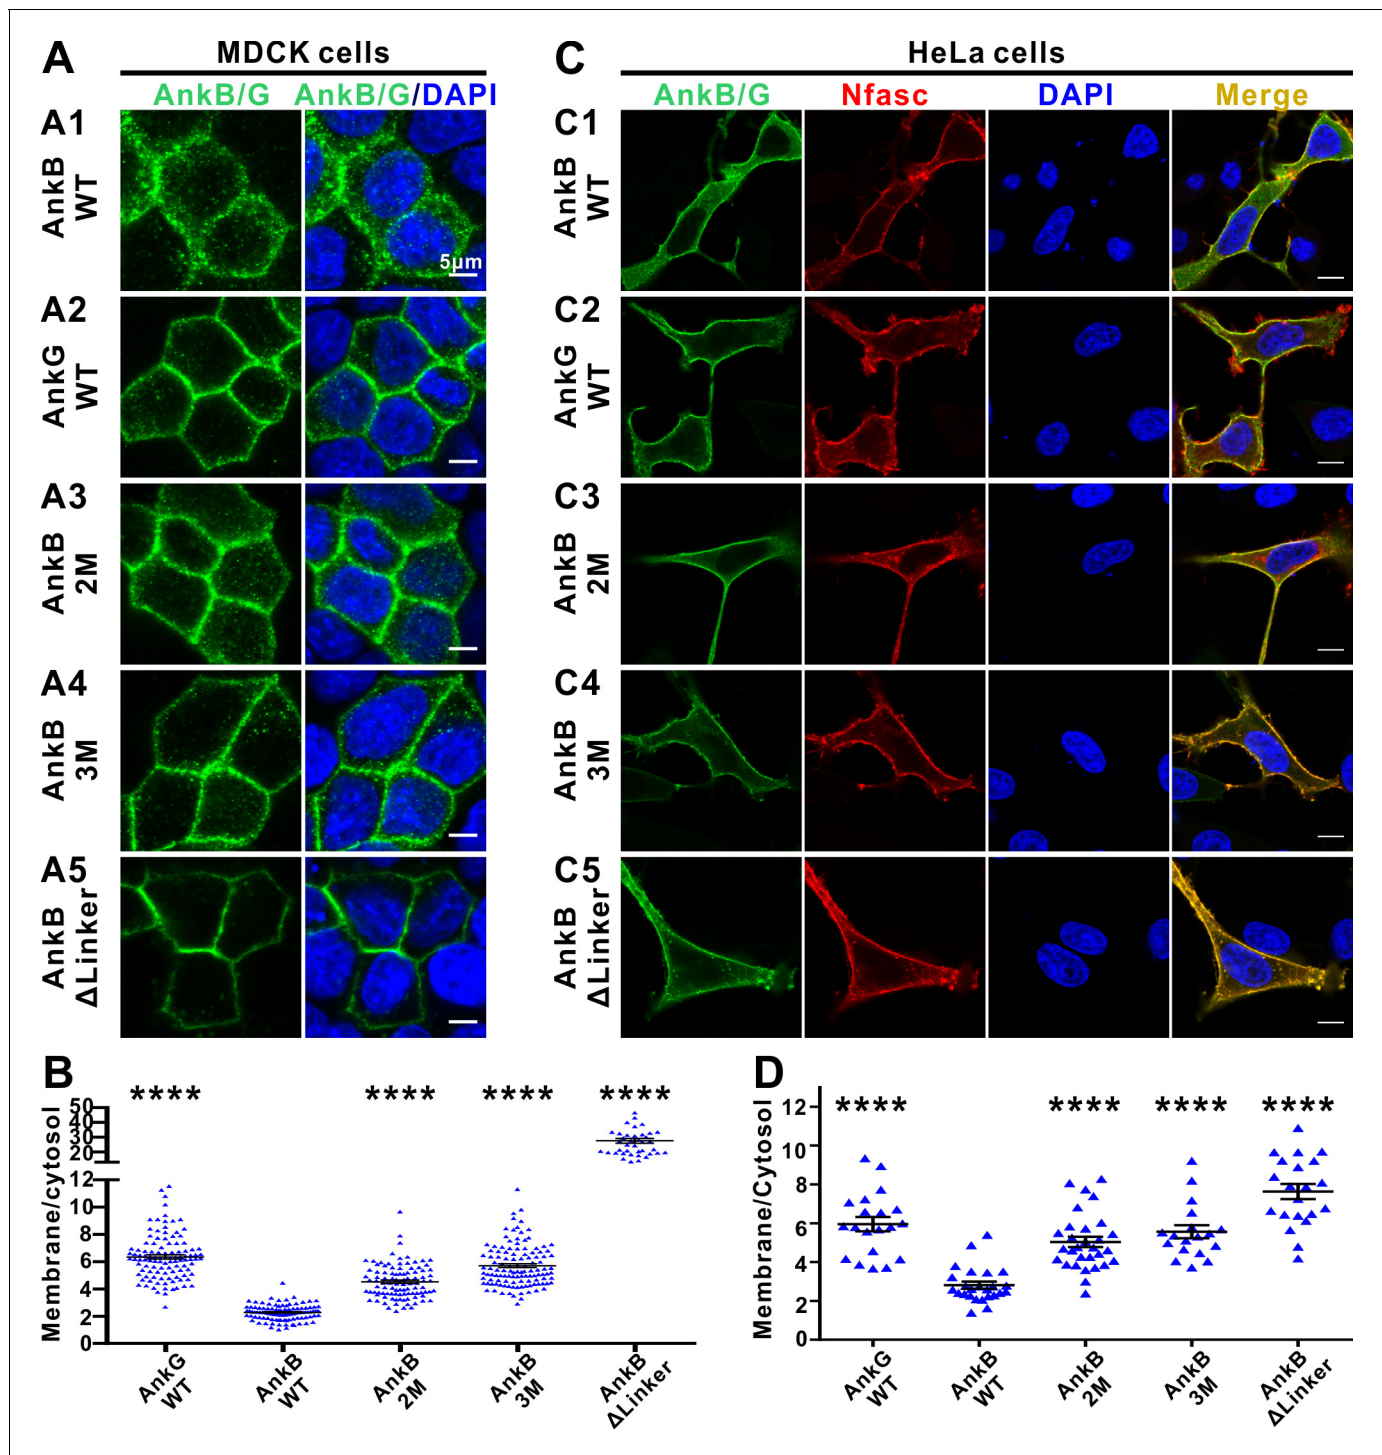 A
MDCK cells
AnkB/G
AnkB/G/DAPI
A1
AnkB
WT
5μm
A2
AnkG
WT
A3
AnkB
2M
A4
AnkB
3M
A5
AnkB
ΔLinker
C
HeLa cells
AnkB/G
Nfasc
DAPI
Merge
C1
AnkB
WT
C2
AnkG
WT
C3
AnkB
2M
C4
AnkB
3M
C5
AnkB
ΔLinker
B
Membrane/cytosol
50
40
30
20
12
10
8
6
4
2
0
****
****
****
****
AnkG
WT
AnkB
WT
AnkB
2M
AnkB
3M
AnkB
ΔLinker
D
Membrane/Cytosol
12
10
8
6
4
2
0
****
****
****
****
AnkG
WT
AnkB
WT
AnkB
2M
AnkB
3M
AnkB
ΔLinker